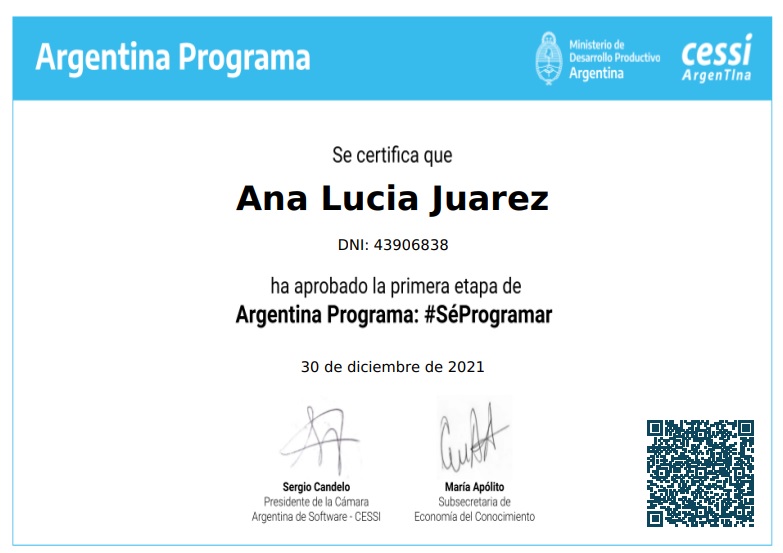 Argentina Programa
Ministerio de
Desarrollo Productivo
Argentina
cessi
ArgenTIna
Se certifica que
Ana Lucia Juarez
DNI: 43906838
ha aprobado la primera etapa de
Argentina Programa: #SéProgramar
30 de diciembre de 2021
Sergio Candelo
Presidente de la Cámara
Argentina de Software - CESSI
María Apólito
Subsecretaria de
Economía del Conocimiento